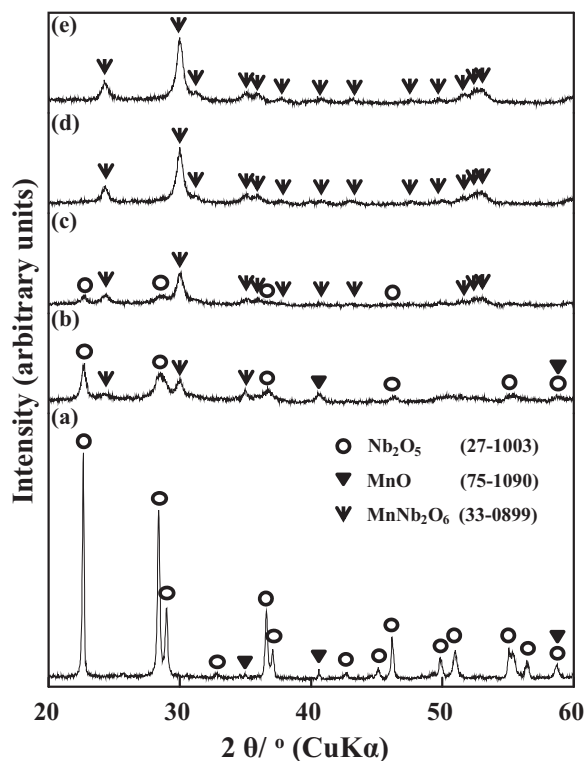 (e)
(d)
(c)
(b)
(a)
Intensity (arbitrary units)
Nb₂O₅ (27-1003)
MnO (75-1090)
MnNb₂O₆ (33-0899)
20 30 40 50 60
2 θ/ ° (CuKα)